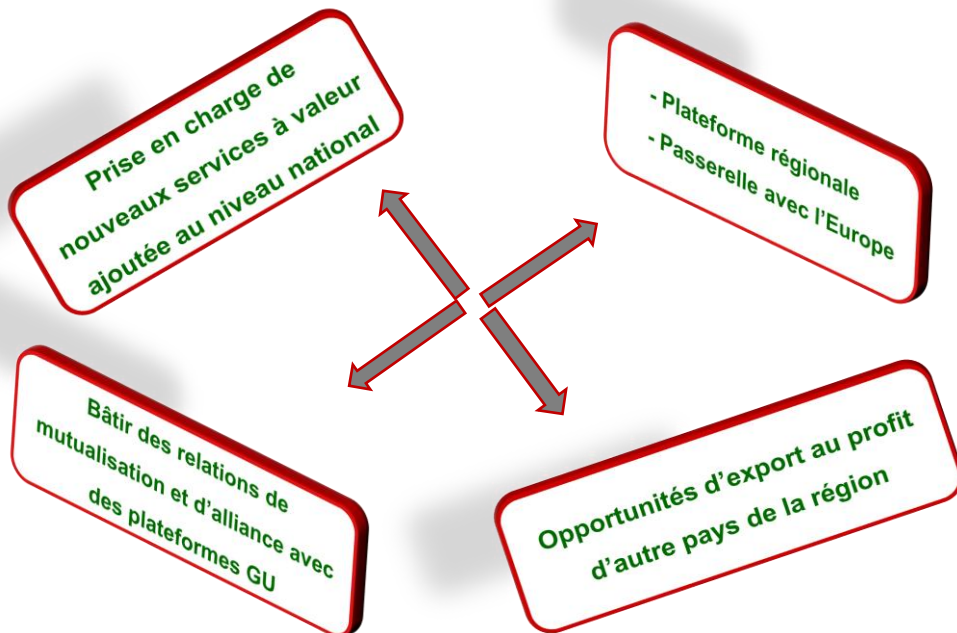 Prise en charge de
nouveaux services à valeur
ajoutée au niveau national
- Plateforme régionale
- Passerelle avec l’Europe
Bâtir des relations de
mutualisation et d’alliance avec
des plateformes GU
Opportunités d’export au profit
d’autre pays de la région